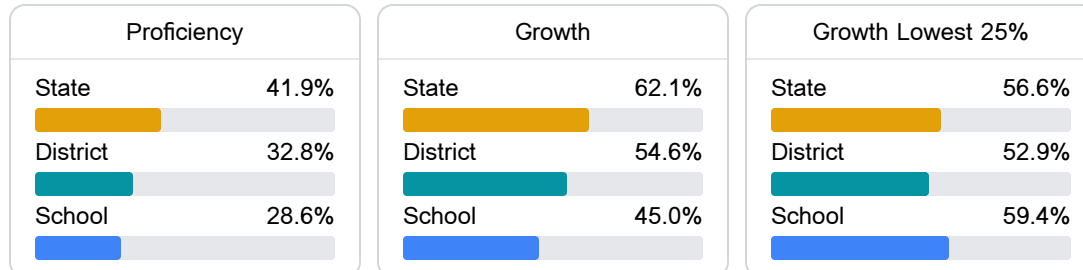 Proficiency
State 41.9%
District 32.8%
School 28.6%
Growth
State 62.1%
District 54.6%
School 45.0%
Growth Lowest 25%
State 56.6%
District 52.9%
School 59.4%